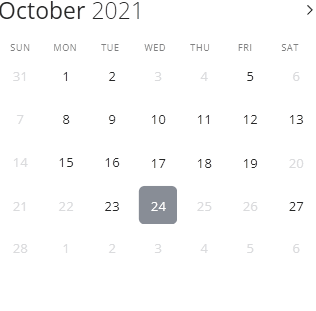 October 2021
SUN MON TUE WED THU FRI SAT
31 1 2 3 4 5 6
7 8 9 10 11 12 13
14 15 16 17 18 19 20
21 22 23 24 25 26 27
28 1 2 3 4 5 6